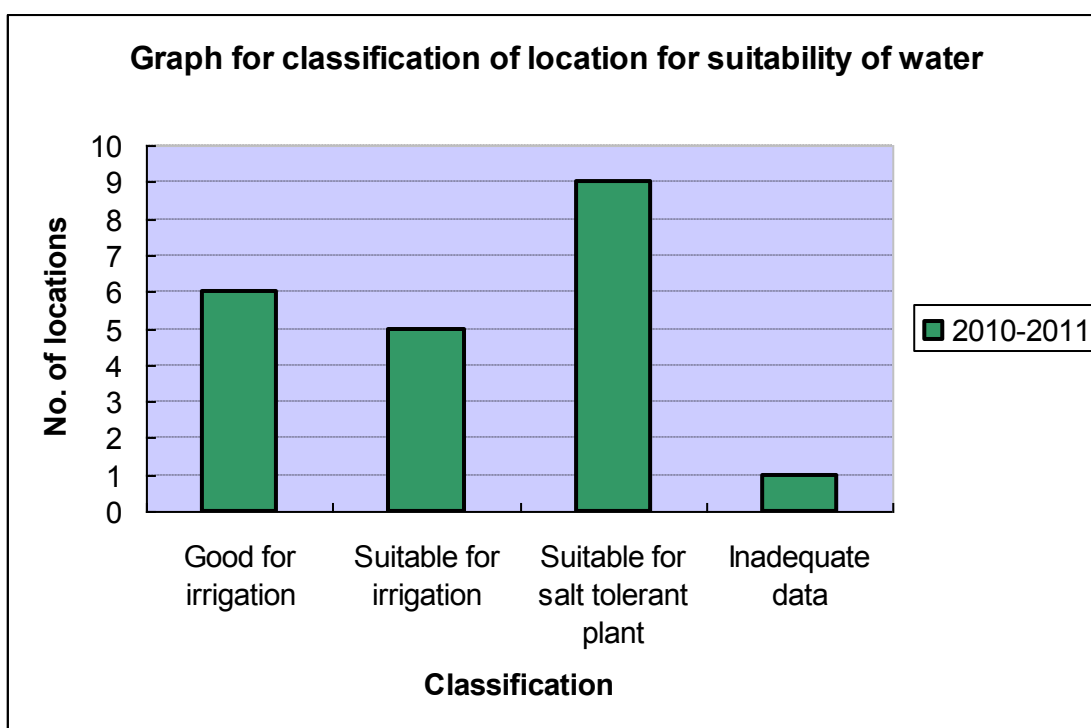 Graph for classification of location for suitability of water
No. of locations
10
9
8
7
6
5
4
3
2
1
0
Good for
irrigation
Suitable for
irrigation
Suitable for
salt tolerant
plant
Inadequate
data
Classification
2010-2011